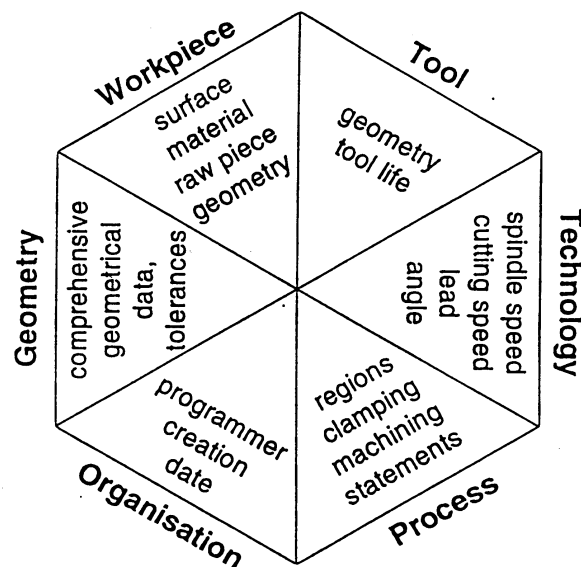 Workpiece
surface
material
raw piece
geometry
Tool
geometry
tool life
Technology
spindle speed
cutting speed
lead
angle
Process
regions
clamping
machining
statements
Organisation
programmer
creation
date
Geometry
comprehensive
geometrical
data,
tolerances